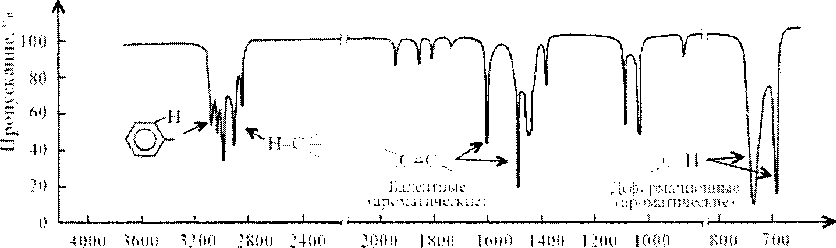 Пропускание, %
100
80
60
40
20
0
H
H–C
C=C
Валентные
(ароматические)
C–H
Деформационные
(ароматические)
4000 3600 3200 2800 2400 2000 1800 1600 1400 1200 1000 800 700